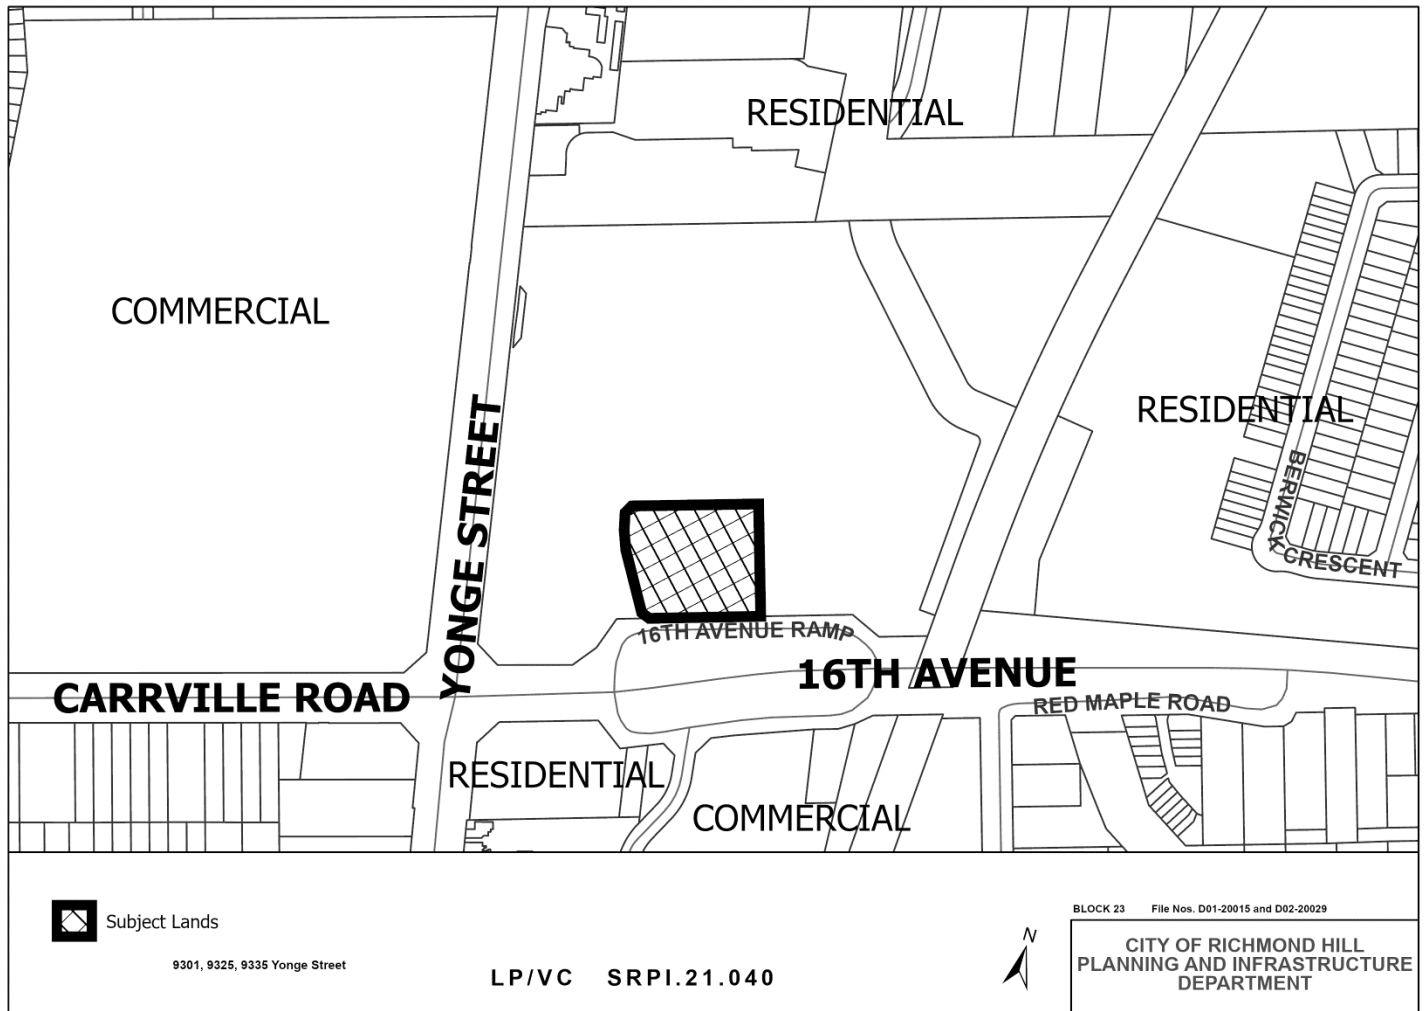 RESIDENTIAL
COMMERCIAL
RESIDENTIAL
YONGE STREET
BERWICK CRESCENT
16TH AVENUE RAMP
16TH AVENUE
CARRVILLE ROAD
RED MAPLE ROAD
RESIDENTIAL
COMMERCIAL
Subject Lands
9301, 9325, 9335 Yonge Street
LP/VC SRPI.21.040
N
BLOCK 23 File Nos. D01-20015 and D02-20029
CITY OF RICHMOND HILL
PLANNING AND INFRASTRUCTURE
DEPARTMENT